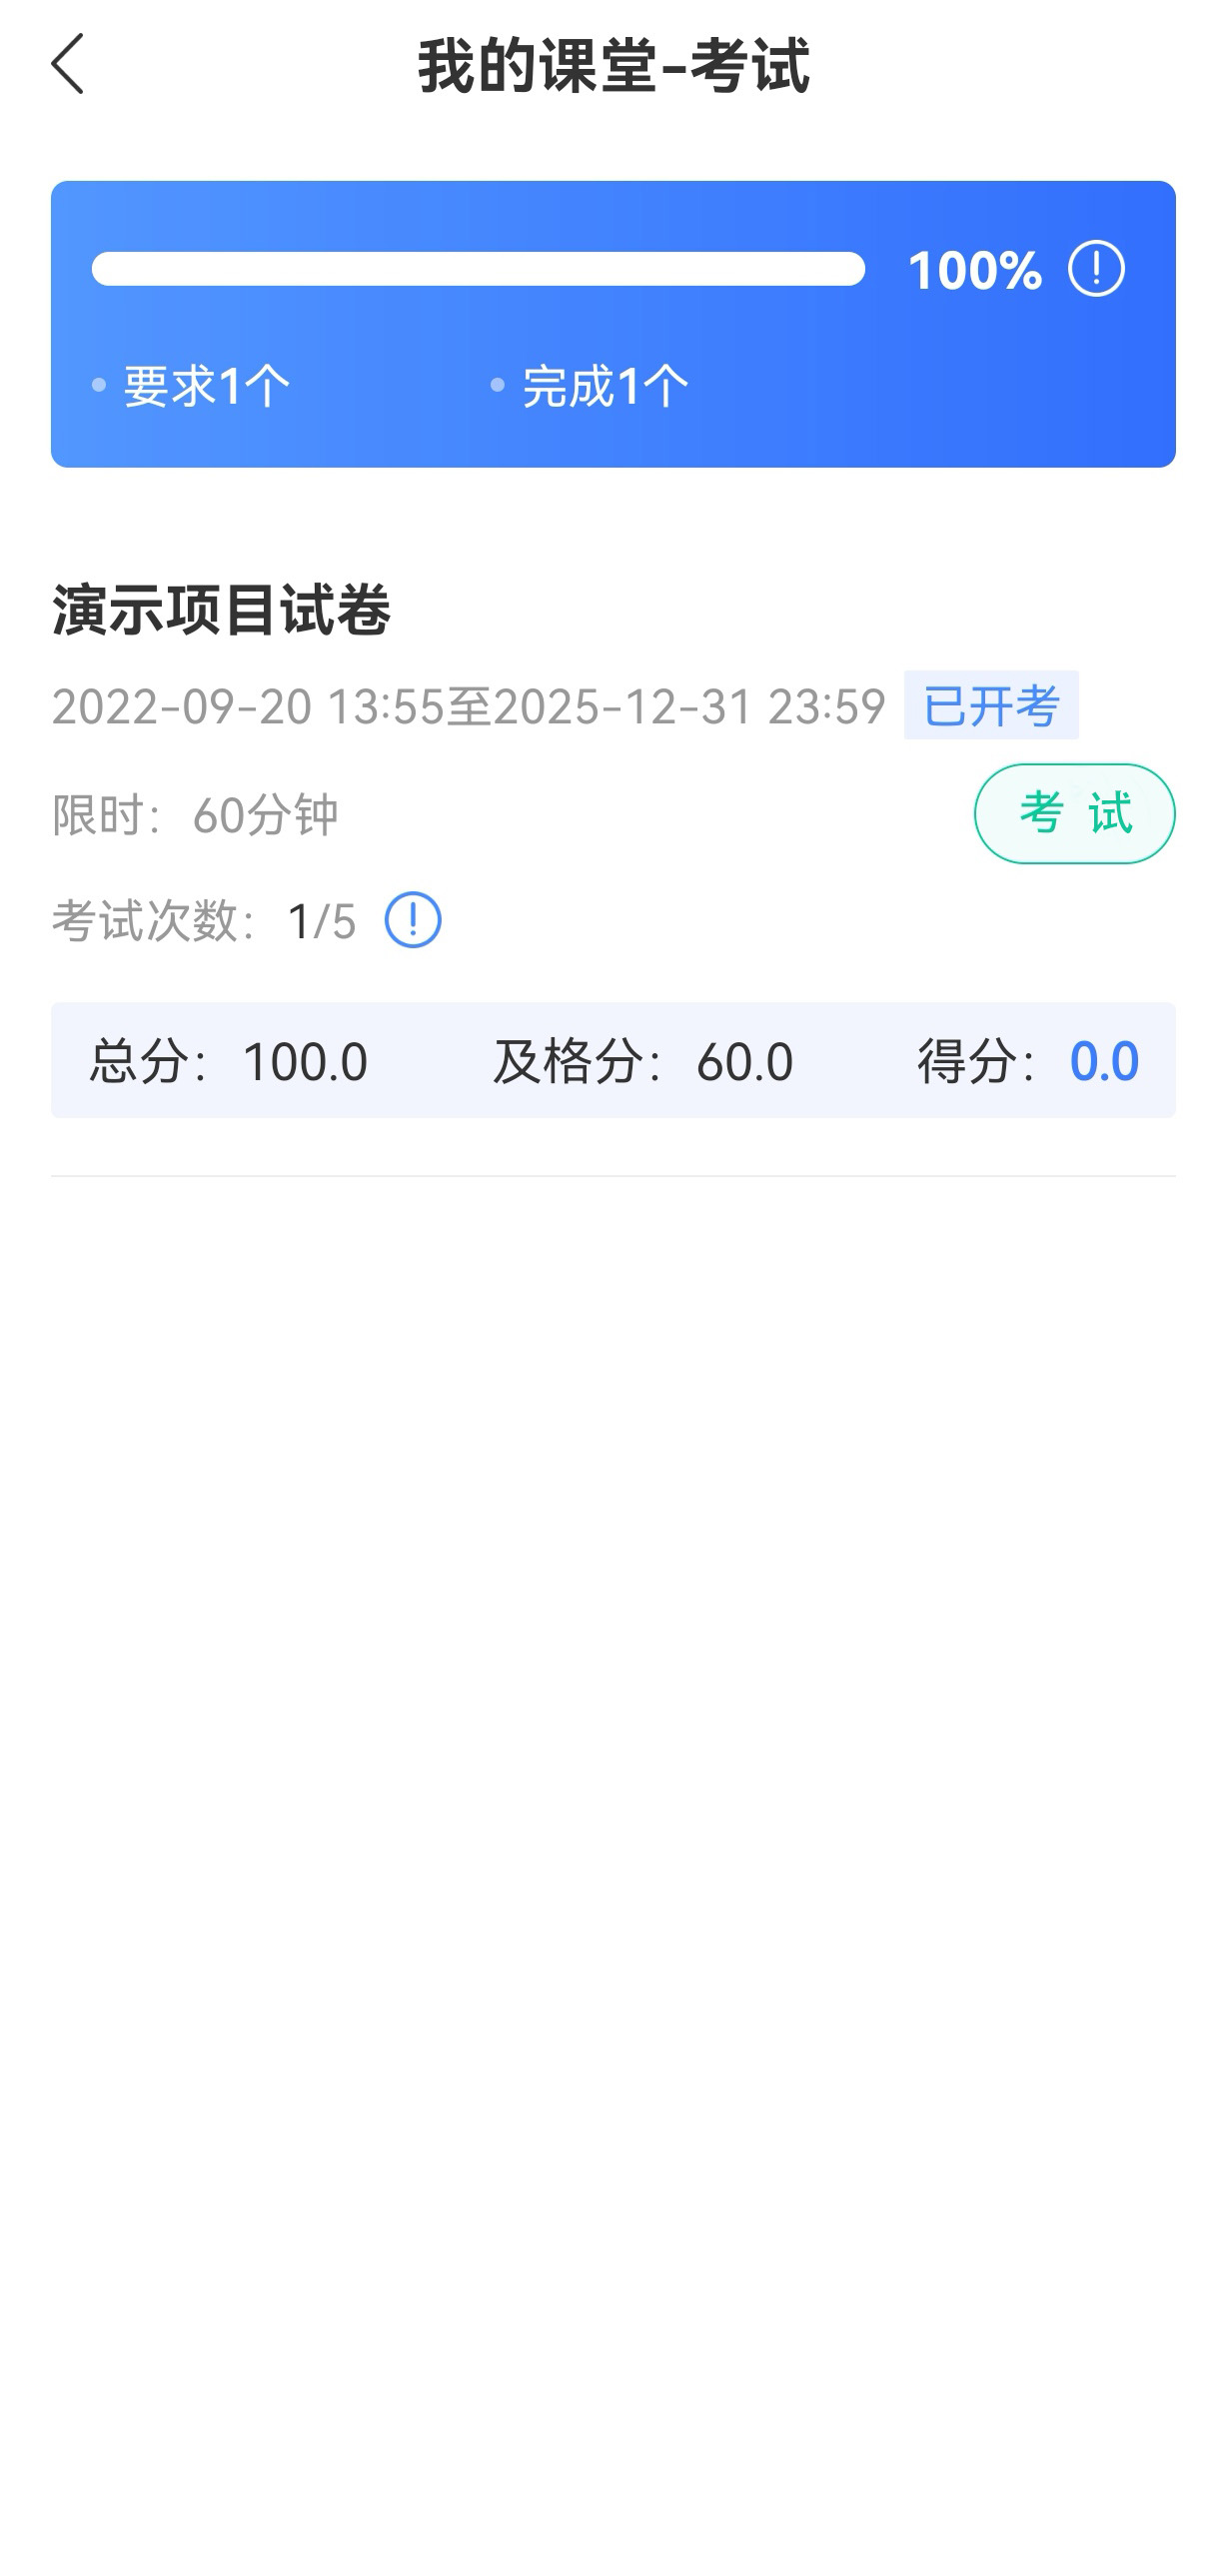 我的课堂-考试
100%
要求1个 完成1个
演示项目试卷
2022-09-20 13:55至2025-12-31 23:59 已开考
限时：60分钟 考 试
考试次数：1/5
总分：100.0 及格分：60.0 得分：0.0